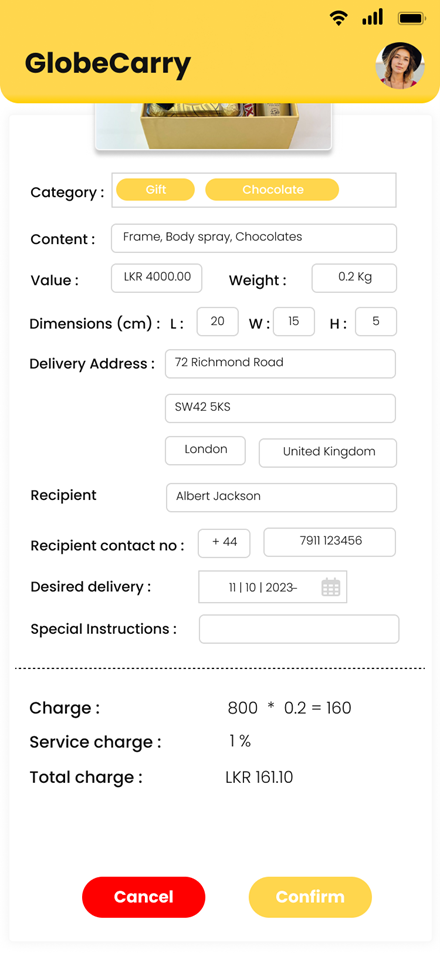 GlobeCarry
Category : Gift Chocolate
Content : Frame, Body spray, Chocolates
Value : LKR 4000.00 Weight : 0.2 Kg
Dimensions (cm) : L : 20 W : 15 H : 5
Delivery Address : 72 Richmond Road
SW42 5KS
London United Kingdom
Recipient Albert Jackson
Recipient contact no : + 44 7911 123456
Desired delivery : 11 | 10 | 2023-
Special Instructions :
Charge : 800 * 0.2 = 160
Service charge : 1 %
Total charge : LKR 161.10
Cancel Confirm